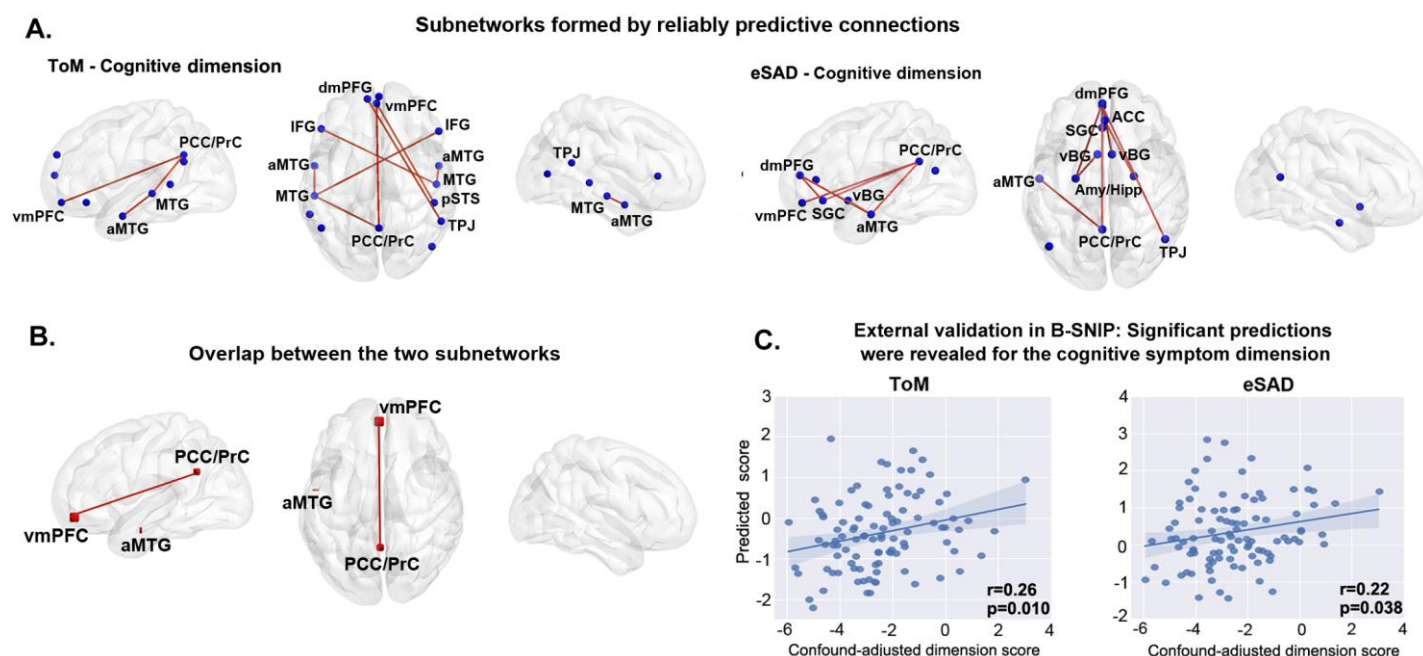 A.
Subnetworks formed by reliably predictive connections
ToM - Cognitive dimension
PCC/PrC
vmPFC
MTG
aMTG
dmPFG
vmPFC
IFG
IFG
aMTG
aMTG
MTG
MTG
pSTS
TPJ
PCC/PrC
TPJ
MTG
aMTG
eSAD - Cognitive dimension
dmPFG
PCC/PrC
vmPFC
SGC
vBG
aMTG
dmPFG
ACC
SGC
vBG
vBG
aMTG
Amy/Hipp
PCC/PrC
TPJ
B.
Overlap between the two subnetworks
PCC/PrC
vmPFC
aMTG
vmPFC
aMTG
PCC/PrC
C.
External validation in B-SNIP: Significant predictions
were revealed for the cognitive symptom dimension
ToM
Predicted score
3
2
1
0
-1
-2
r=0.26
p=0.010
-6
-4
-2
0
2
4
Confound-adjusted dimension score
eSAD
4
3
2
1
0
-1
-2
r=0.22
p=0.038
-6
-4
-2
0
2
4
Confound-adjusted dimension score